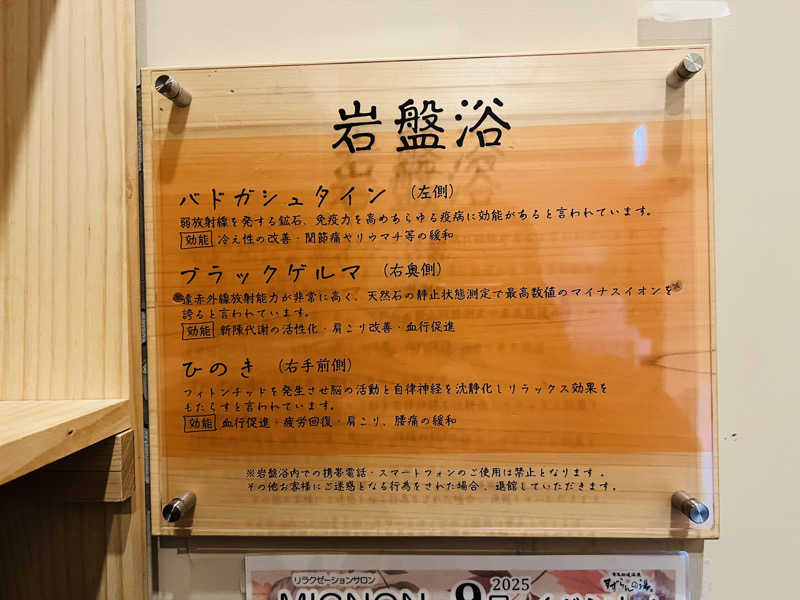 岩盤浴
バドガシュタイン (左側)
弱放射線を発する鉱石、免疫力を高めあらゆる疫病に効能があると言われています。
効能 冷え性の改善・関節痛やリウマチ等の緩和
ブラックゲルマ (右奥側)
遠赤外線放射能力が非常に高く、天然石の静止状態測定で最高数値のマイナスイオンを
誇ると言われています。
効能 新陳代謝の活性化・肩こり改善・血行促進
ひのき (右手前側)
フィトンチッドを発生させ脳の活動と自律神経を沈静化しリラックス効果を
もたらすと言われています。
効能 血行促進・疲労回復・肩こり、腰痛の緩和
※岩盤浴内での携帯電話・スマートフォンのご使用は禁止となります。
その他お客様にご迷惑となる行為をされた場合、退館していただきます。
リラクゼーションサロン
MIGNON 9 2025
すずらんの湯